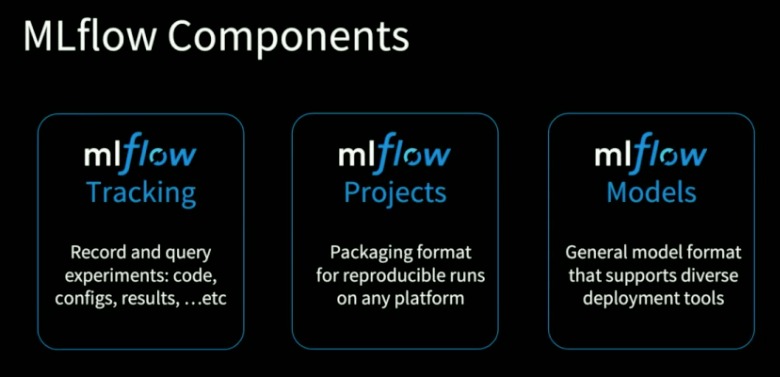 MLflow Components
mlflow
Tracking
Record and query
experiments: code,
configs, results, …etc
mlflow
Projects
Packaging format
for reproducible runs
on any platform
mlflow
Models
General model format
that supports diverse
deployment tools